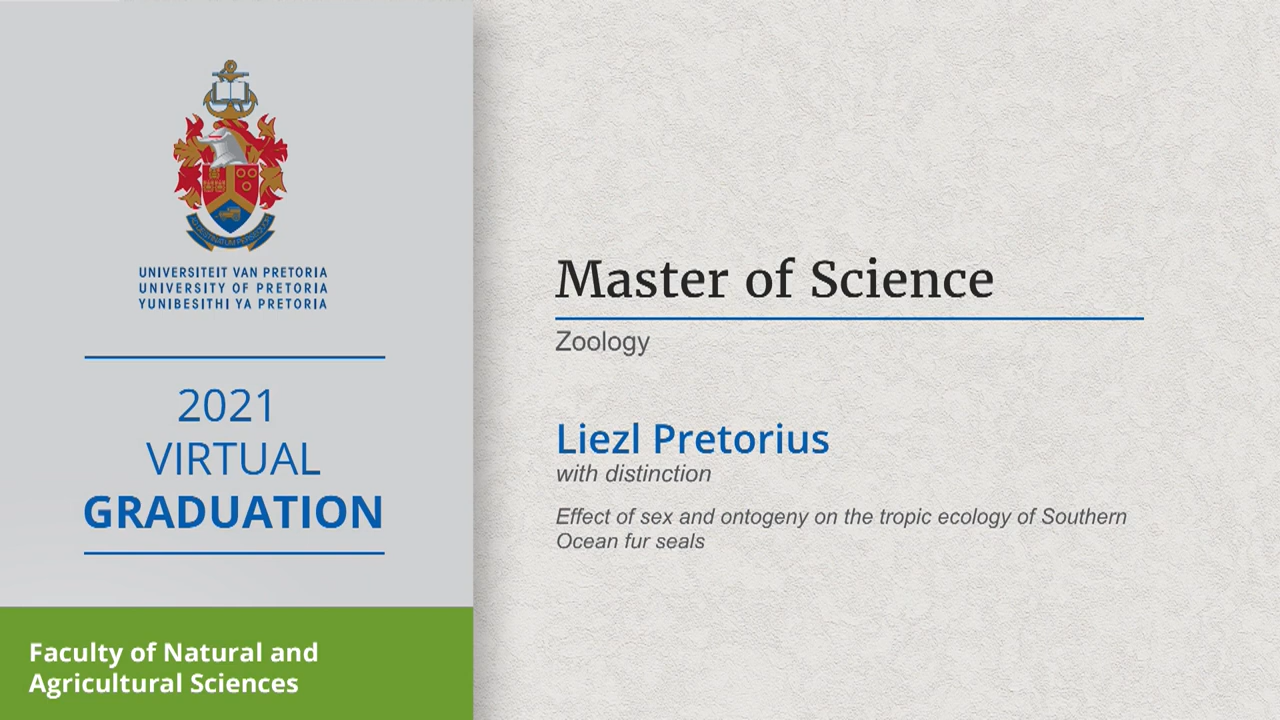 UNIVERSITEIT VAN PRETORIA
UNIVERSITY OF PRETORIA
YUNIBESITHI YA PRETORIA
2021
VIRTUAL
GRADUATION
Faculty of Natural and
Agricultural Sciences
Master of Science
Zoology
Liezl Pretorius
with distinction
Effect of sex and ontogeny on the tropic ecology of Southern
Ocean fur seals